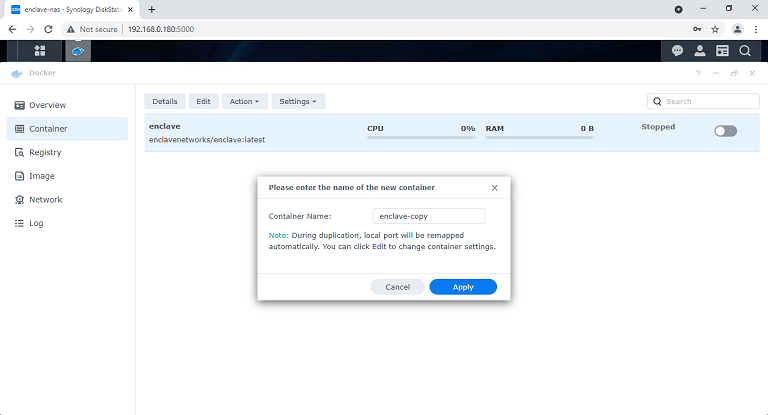 enclave-nas - Synology DiskStati
Not secure | 192.168.0.180:5000
Docker
Overview
Container
Registry
Image
Network
Log
Details Edit Action Settings Search
enclave CPU 0% RAM 0 B Stopped
enclavenetworks/enclave:latest
Please enter the name of the new container
Container Name: enclave-copy
Note: During duplication, local port will be remapped
automatically. You can click Edit to change container settings.
Cancel Apply